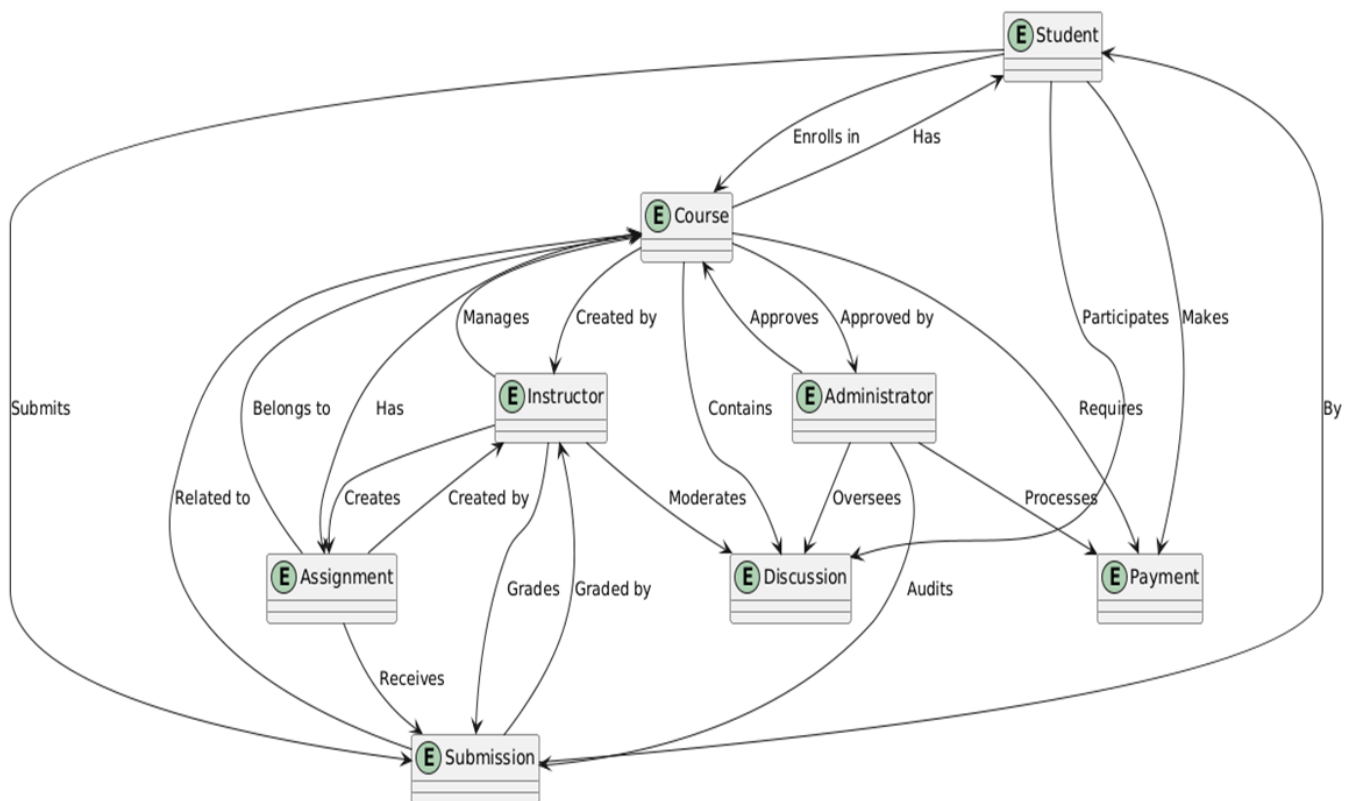 E Student
Enrolls in
Has
E Course
Manages
Created by
Approves
Approved by
Participates
Makes
E Instructor
E Administrator
Submits
Belongs to
Has
Contains
Requires
By
Related to
Creates
Created by
Moderates
Oversees
Processes
E Assignment
E Discussion
E Payment
Grades
Graded by
Audits
Receives
E Submission